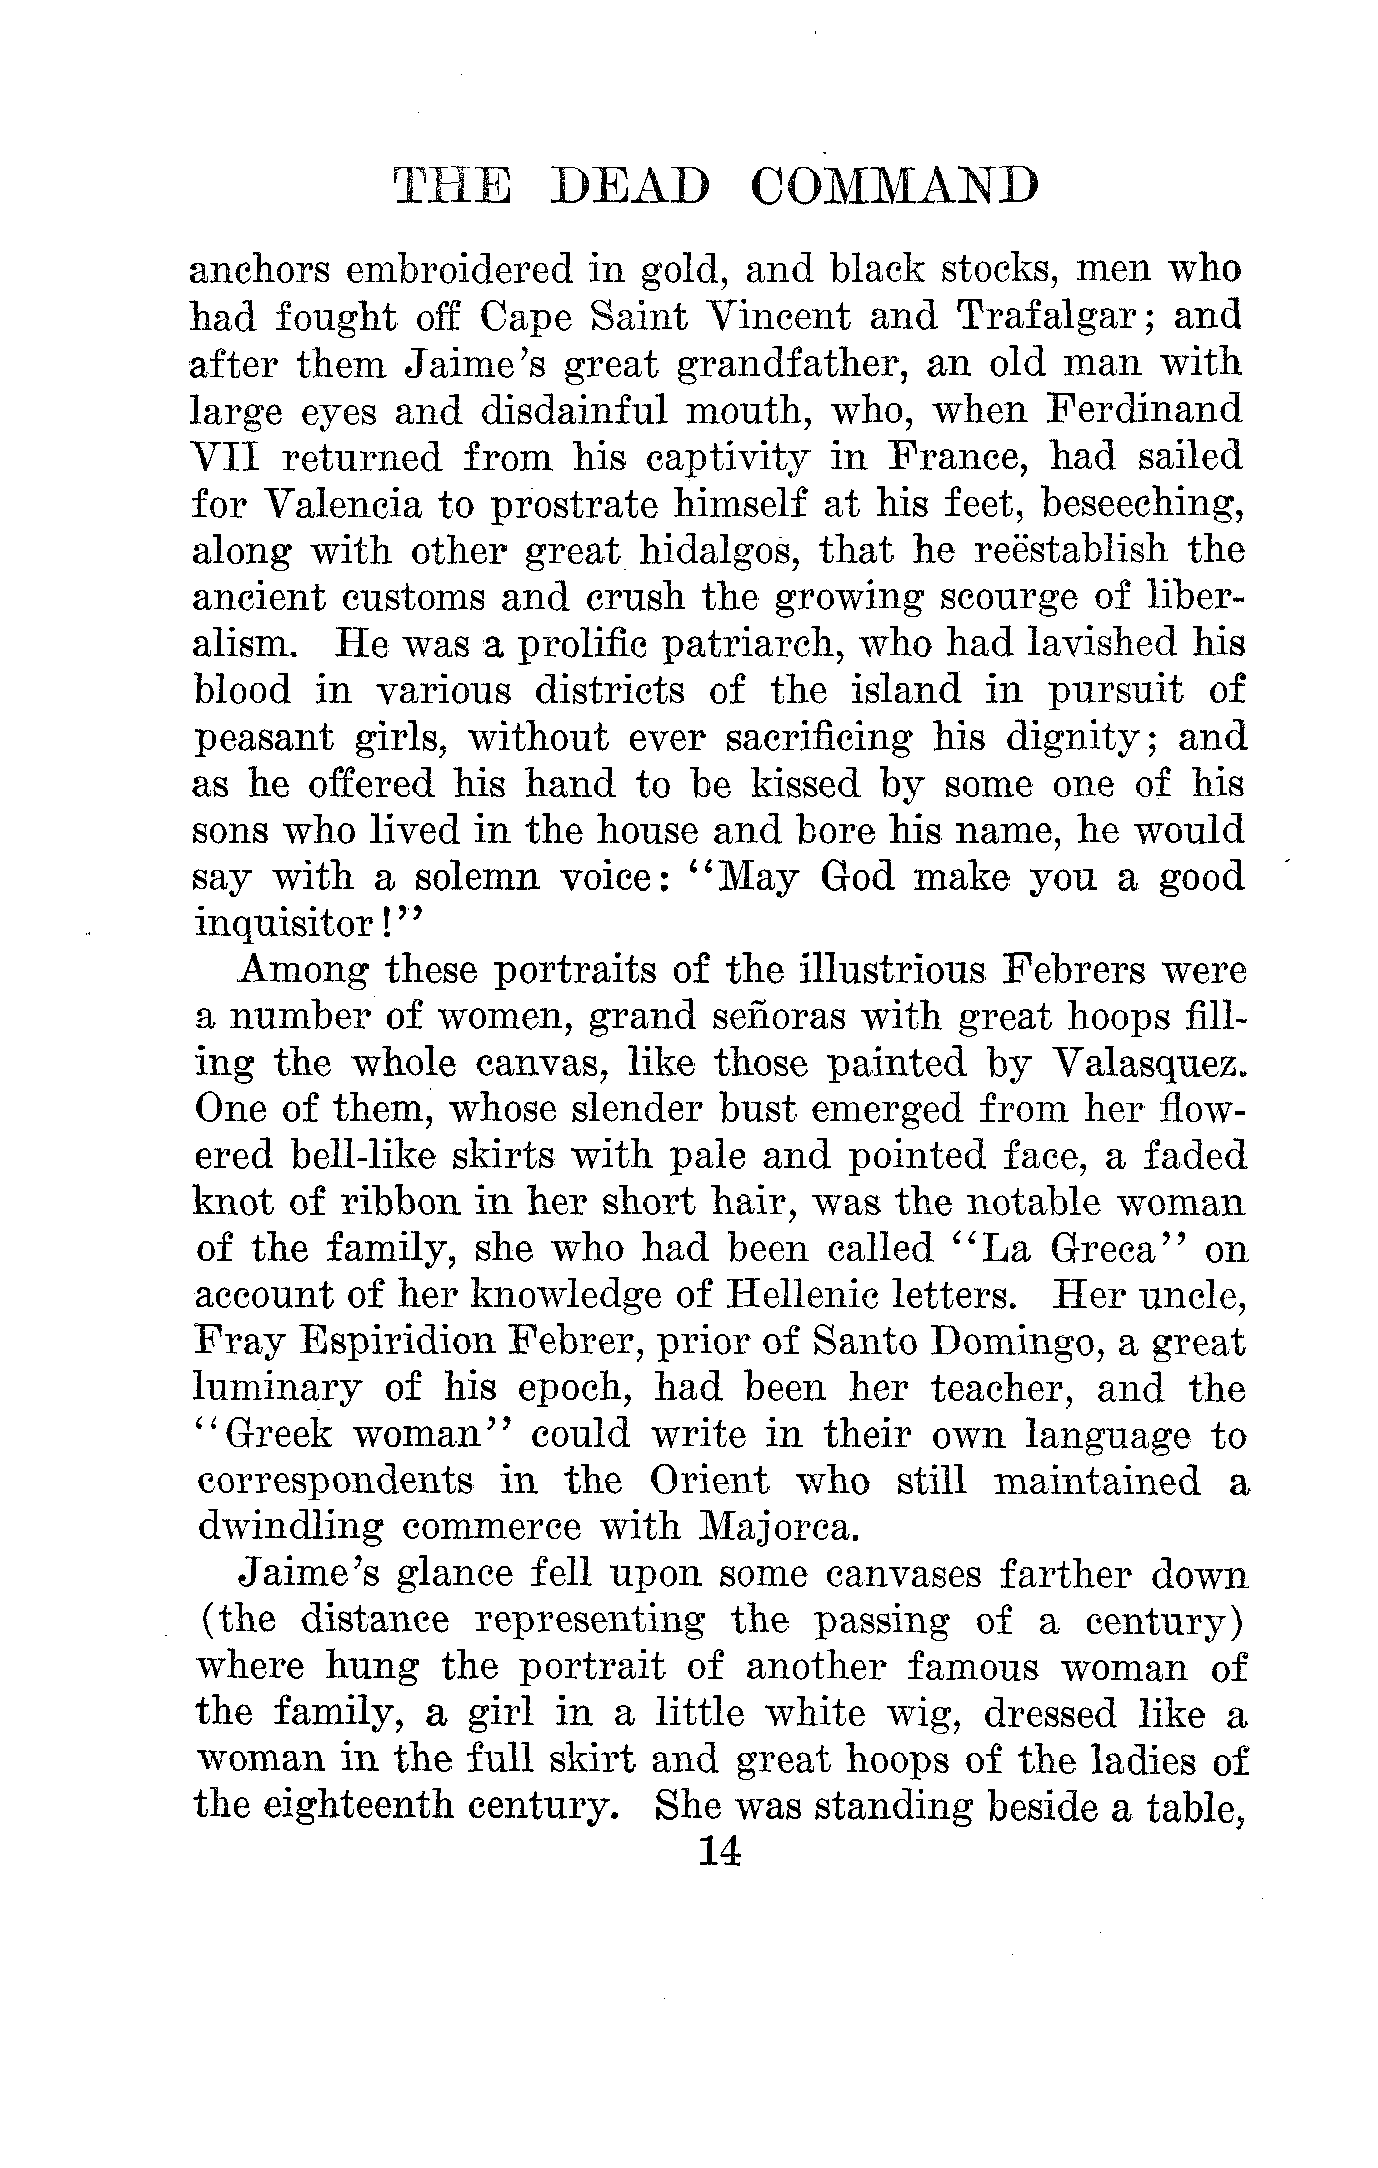 THE DEAD COMMAND
anchors embroidered in gold, and black stocks, men who
had fought off Cape Saint Vincent and Trafalgar; and
after them Jaime's great grandfather, an old man with
large eyes and disdainful mouth, who, when Ferdinand
VII returned from his captivity in France, had sailed
for Valencia to prostrate himself at his feet, beseeching,
along with other great hidalgos, that he reëstablish the
ancient customs and crush the growing scourge of liber-
alism. He was a prolific patriarch, who had lavished his
blood in various districts of the island in pursuit of
peasant girls, without ever sacrificing his dignity; and
as he offered his hand to be kissed by some one of his
sons who lived in the house and bore his name, he would
say with a solemn voice: "May God make you a good
inquisitor!"
Among these portraits of the illustrious Febrers were
a number of women, grand señoras with great hoops fill-
ing the whole canvas, like those painted by Valasquez.
One of them, whose slender bust emerged from her flow-
ered bell-like skirts with pale and pointed face, a faded
knot of ribbon in her short hair, was the notable woman
of the family, she who had been called "La Greca" on
account of her knowledge of Hellenic letters. Her uncle,
Fray Espiridion Febrer, prior of Santo Domingo, a great
luminary of his epoch, had been her teacher, and the
"Greek woman" could write in their own language to
correspondents in the Orient who still maintained a
dwindling commerce with Majorca.
Jaime's glance fell upon some canvases farther down
(the distance representing the passing of a century)
where hung the portrait of another famous woman of
the family, a girl in a little white wig, dressed like a
woman in the full skirt and great hoops of the ladies of
the eighteenth century. She was standing beside a table,
14